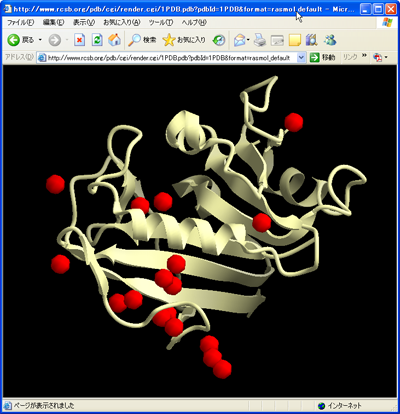 http://www.rcsb.org/pdb/cgi/render.cgi/1PDB.pdb?pdbId=1PDB&format=rasmol_default - Micr...
ファイル(F) 編集(E) 表示(V) お気に入り(A) ツール(T) ヘルプ(H)
戻る 検索 お気に入り
アドレス(D) http://www.rcsb.org/pdb/cgi/render.cgi/1PDB.pdb?pdbId=1PDB&format=rasmol_default 移動 リンク »
ページが表示されました インターネット